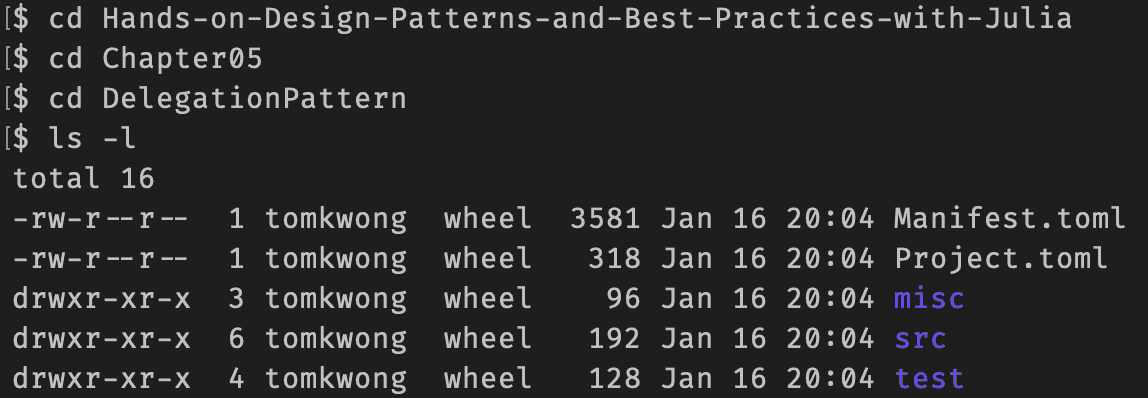 [$ cd Hands-on-Design-Patterns-and-Best-Practices-with-Julia
[$ cd Chapter05
[$ cd DelegationPattern
[$ ls -l
total 16
-rw-r--r--  1 tomkwong  wheel  3581 Jan 16 20:04 Manifest.toml
-rw-r--r--  1 tomkwong  wheel   318 Jan 16 20:04 Project.toml
drwxr-xr-x  3 tomkwong  wheel    96 Jan 16 20:04 misc
drwxr-xr-x  6 tomkwong  wheel   192 Jan 16 20:04 src
drwxr-xr-x  4 tomkwong  wheel   128 Jan 16 20:04 test